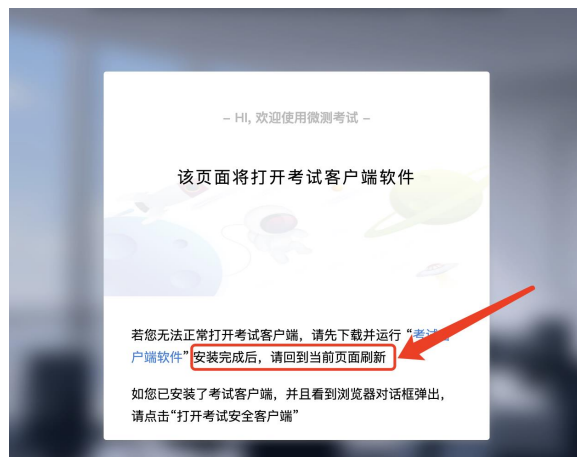 – HI, 欢迎使用微测考试 –
该页面将打开考试客户端软件
若您无法正常打开考试客户端，请先下载并运行 “考试客
户端软件” 安装完成后，请回到当前页面刷新
如您已安装了考试客户端，并且看到浏览器对话框弹出，
请点击“打开考试安全客户端”